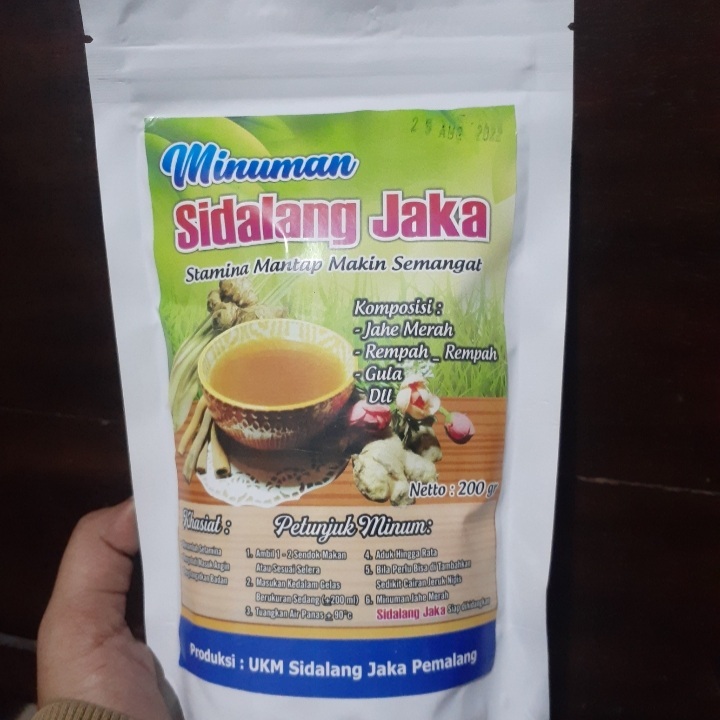 Minuman
Sidalang Jaka
Stamina Mantap Makin Semangat
Komposisi :
- Jahe Merah
- Rempah _ Rempah
- Gula
Dll
Netto : 200 gr
Khasiat :
Badan
Petunjuk Minum:
1. Ambil 1 - 2 Sendok Makan
Atau Sesuai Selera
2. Masukan Kedalam Gelas
Berukuran Sedang (±200 ml)
3. Tuangkan Air Panas ± 90°c
4. Aduk Hingga Rata
5. Bila Perlu Bisa di Tambahkan
Sedikit Cairan Jeruk Nipis
6. Minuman Jahe Merah
Sidalang Jaka Siap dihidangkan
Produksi : UKM Sidalang Jaka Pemalang